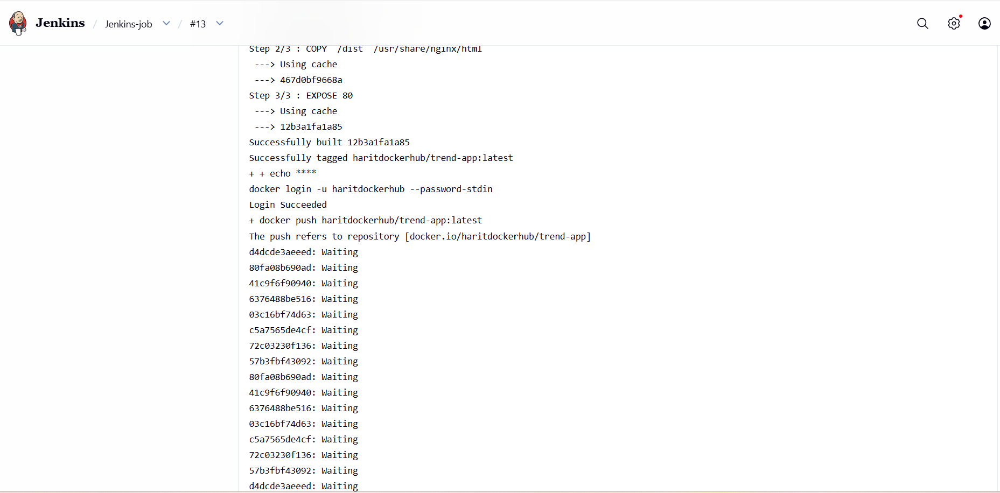 Jenkins / Jenkins-job / #13
Step 2/3 : COPY  /dist  /usr/share/nginx/html
 ---> Using cache
 ---> 467d0bf9668a
Step 3/3 : EXPOSE 80
 ---> Using cache
 ---> 12b3a1fa1a85
Successfully built 12b3a1fa1a85
Successfully tagged haritdockerhub/trend-app:latest
+ + echo ****
docker login -u haritdockerhub --password-stdin
Login Succeeded
+ docker push haritdockerhub/trend-app:latest
The push refers to repository [docker.io/haritdockerhub/trend-app]
d4dcde3aeeed: Waiting
80fa08b690ad: Waiting
41c9f6f90940: Waiting
6376488be516: Waiting
03c16bf74d63: Waiting
c5a7565de4cf: Waiting
72c03230f136: Waiting
57b3fbf43092: Waiting
80fa08b690ad: Waiting
41c9f6f90940: Waiting
6376488be516: Waiting
03c16bf74d63: Waiting
c5a7565de4cf: Waiting
72c03230f136: Waiting
57b3fbf43092: Waiting
d4dcde3aeeed: Waiting